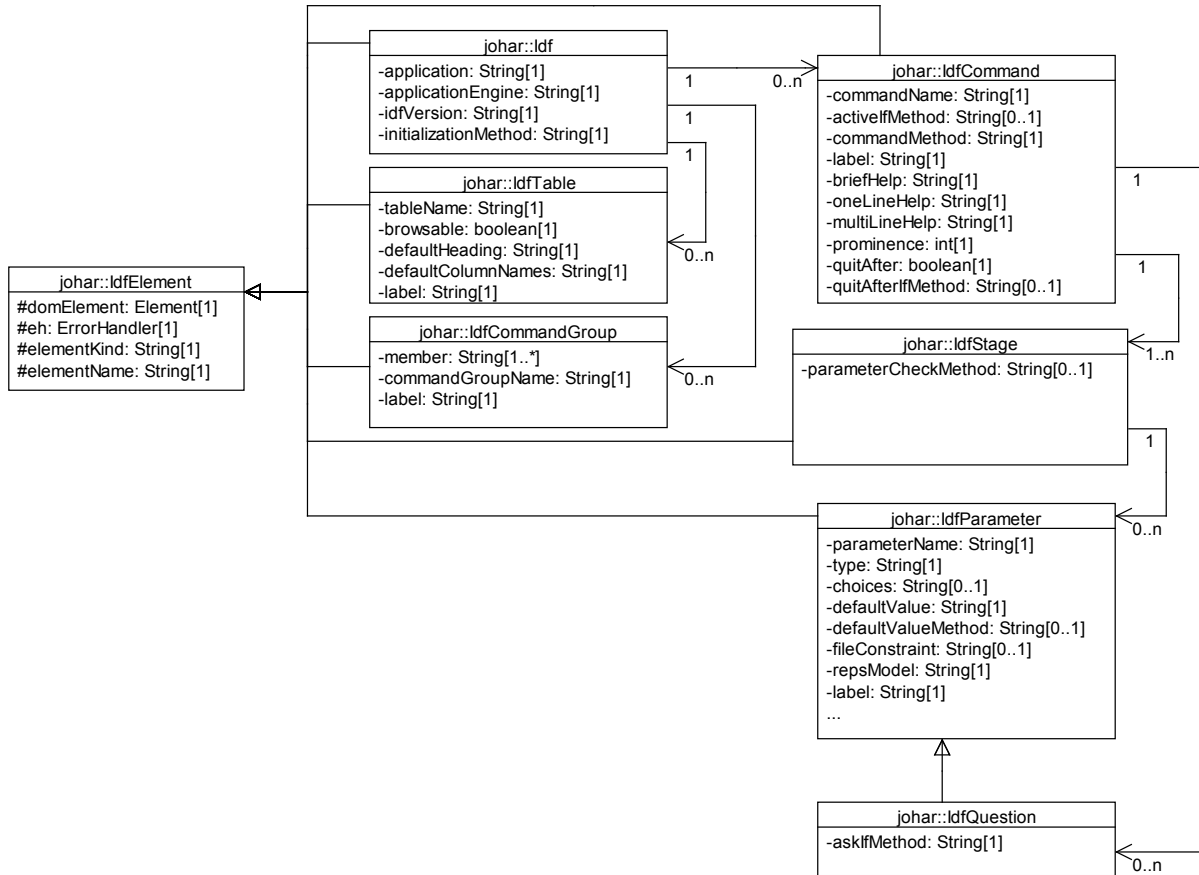 johar::Idf
-application: String[1]
-applicationEngine: String[1]
-idfVersion: String[1]
-initializationMethod: String[1]
1
0..n
1
1
johar::IdfCommand
-commandName: String[1]
-activeIfMethod: String[0..1]
-commandMethod: String[1]
-label: String[1]
-briefHelp: String[1]
-oneLineHelp: String[1]
-multiLineHelp: String[1]
-prominence: int[1]
-quitAfter: boolean[1]
-quitAfterIfMethod: String[0..1]
1
1
johar::IdfTable
-tableName: String[1]
-browsable: boolean[1]
-defaultHeading: String[1]
-defaultColumnNames: String[1]
-label: String[1]
0..n
johar::IdfElement
#domElement: Element[1]
#eh: ErrorHandler[1]
#elementKind: String[1]
#elementName: String[1]
johar::IdfCommandGroup
-member: String[1..*]
-commandGroupName: String[1]
-label: String[1]
0..n
johar::IdfStage
-parameterCheckMethod: String[0..1]
1..n
1
johar::IdfParameter
-parameterName: String[1]
-type: String[1]
-choices: String[0..1]
-defaultValue: String[1]
-defaultValueMethod: String[0..1]
-fileConstraint: String[0..1]
-repsModel: String[1]
-label: String[1]
...
0..n
johar::IdfQuestion
-askIfMethod: String[1]
0..n